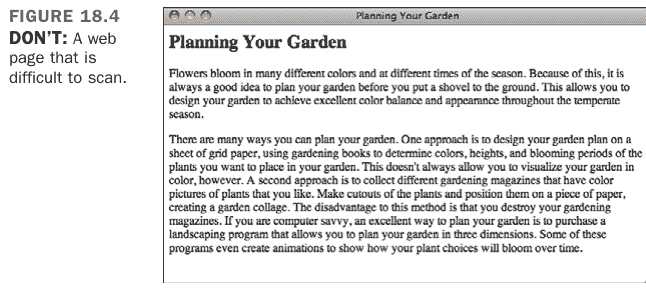 FIGURE 18.4
DON'T: A web
page that is
difficult to scan.
Planning Your Garden
Planning Your Garden
Flowers bloom in many different colors and at different times of the season. Because of this, it is
always a good idea to plan your garden before you put a shovel to the ground. This allows you to
design your garden to achieve excellent color balance and appearance throughout the temperate
season.
There are many ways you can plan your garden. One approach is to design your garden plan on a
sheet of grid paper, using gardening books to determine colors, heights, and blooming periods of the
plants you want to place in your garden. This doesn't always allow you to visualize your garden in
color, however. A second approach is to collect different gardening magazines that have color
pictures of plants that you like. Make cutouts of the plants and position them on a piece of paper,
creating a garden collage. The disadvantage to this method is that you destroy your gardening
magazines. If you are computer savvy, an excellent way to plan your garden is to purchase a
landscaping program that allows you to plan your garden in three dimensions. Some of these
programs even create animations to show how your plant choices will bloom over time.